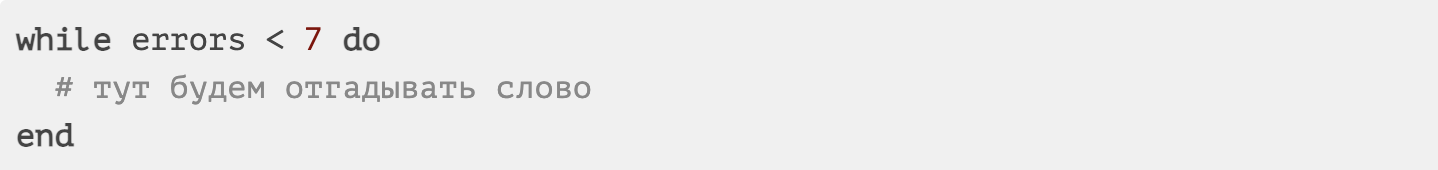 while errors < 7 do
  # тут будем отгадывать слово
end